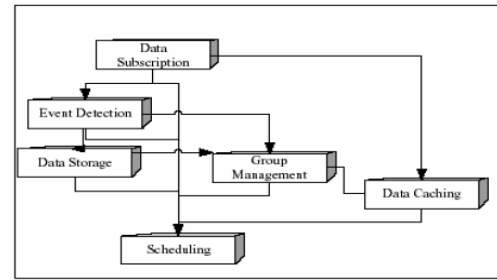 Data
Subscription
Event Detection
Data Storage
Group
Management
Data Caching
Scheduling